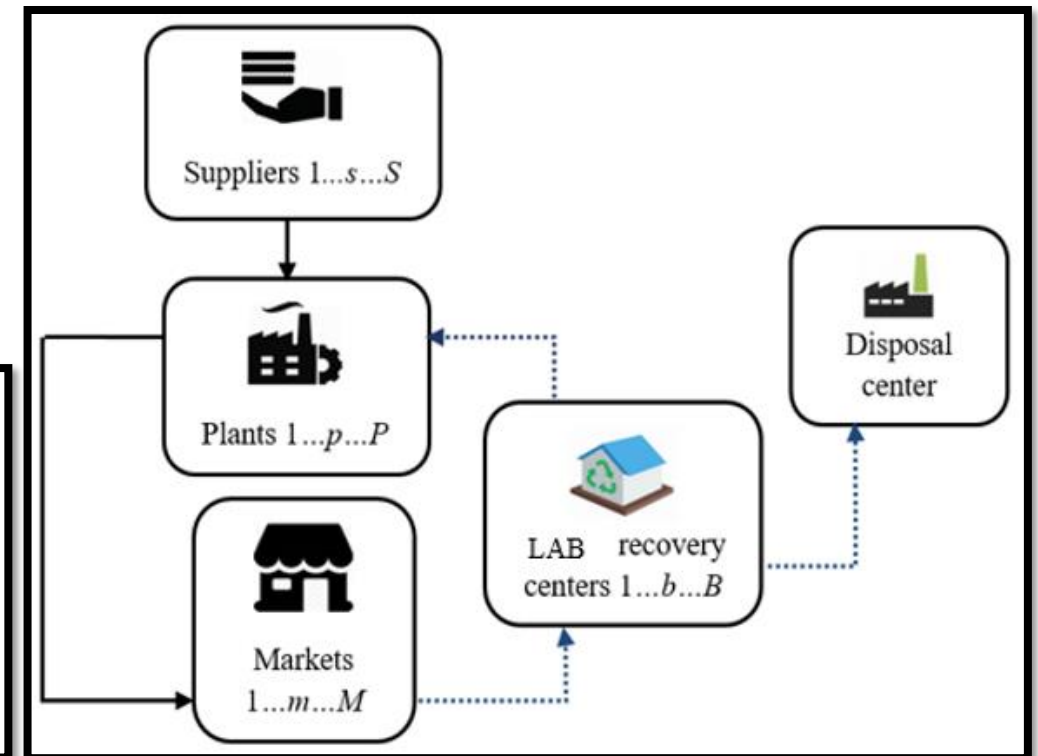 Suppliers 1...s...S
Plants 1...p...P
Markets
1...m...M
LAB recovery
centers 1...b...B
Disposal
center